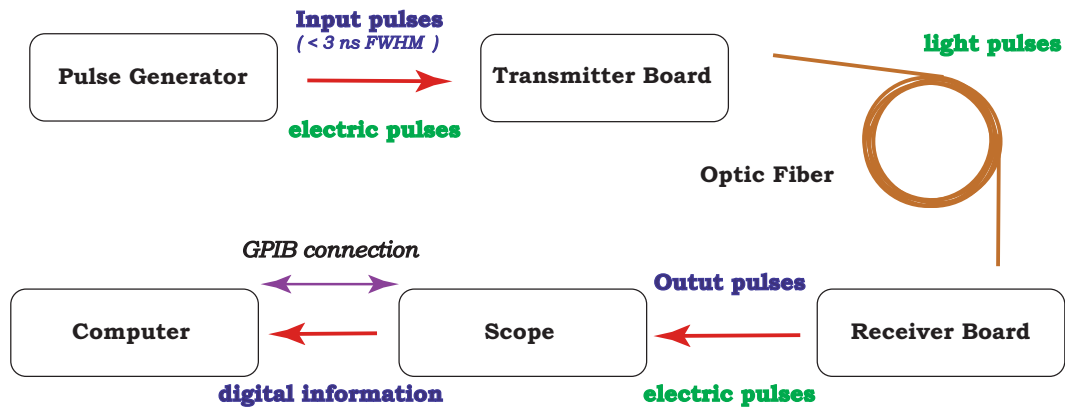 Input pulses
( < 3 ns FWHM )
Pulse Generator
Transmitter Board
electric pulses
light pulses
Optic Fiber
GPIB connection
Outut pulses
Computer
Scope
Receiver Board
digital information
electric pulses